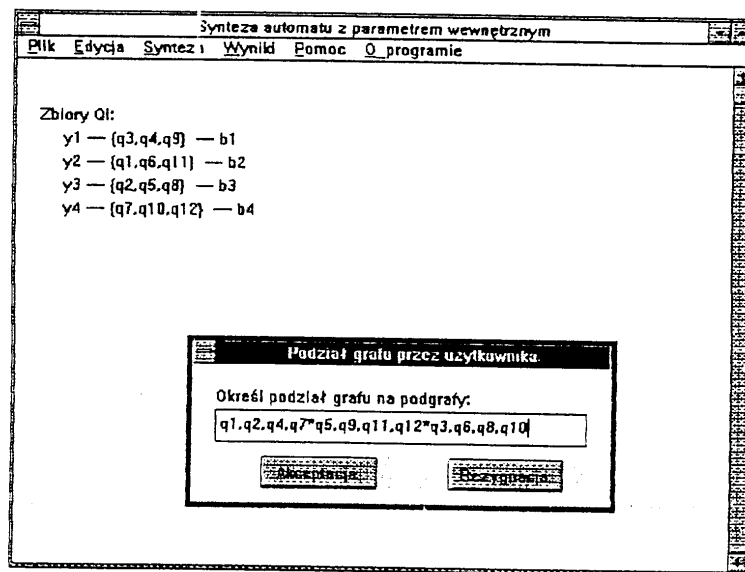 Synteza automatu z parametrem wewnętrznym
Plik Edycja Synteza Wyniki Pomoc O programie
Zbiory Qi:
y1 — {q3,q4,q9} — b1
y2 — {q1,q6,q11} — b2
y3 — {q2,q5,q8} — b3
y4 — {q7,q10,q12} — b4
Podział grafu przez użytkownika.
Określ podział grafu na podgrafy:
q1,q2,q4,q7*q5,q9,q11,q12*q3,q6,q8,q10
Akceptacja
Rezygnacja